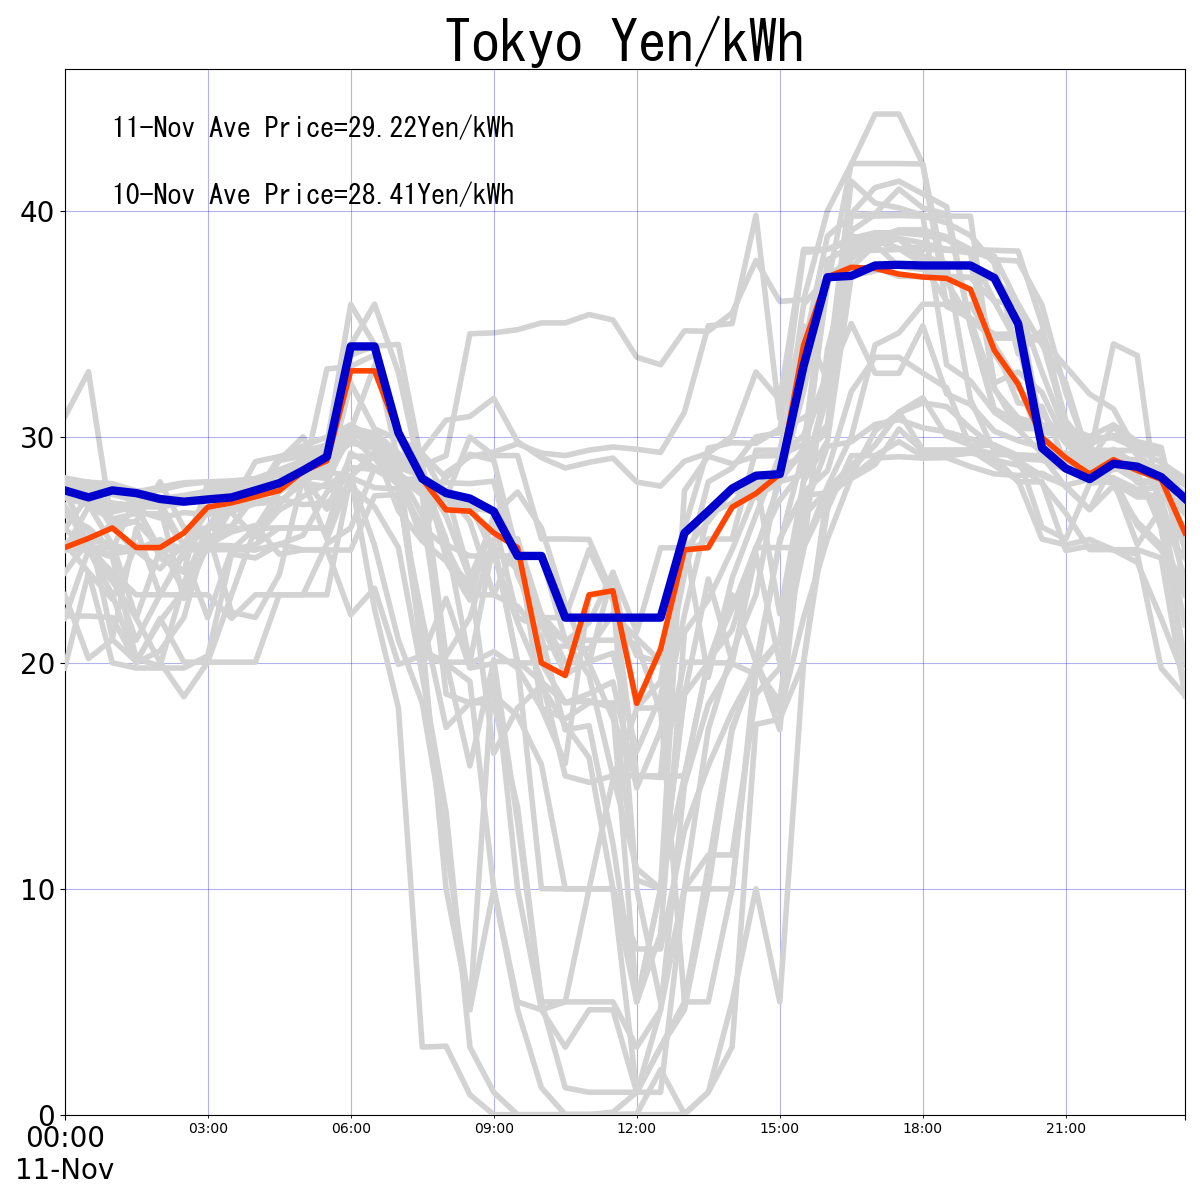 Tokyo Yen/kWh
11-Nov Ave Price=29.22Yen/kWh
10-Nov Ave Price=28.41Yen/kWh
40
30
20
10
0
00:00 03:00 06:00 09:00 12:00 15:00 18:00 21:00
11-Nov